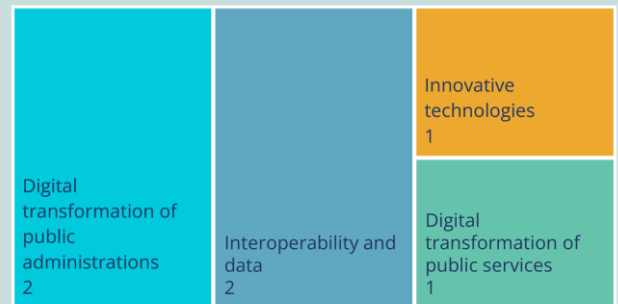 Digital
transformation of
public
administrations
2
Interoperability and
data
2
Innovative
technologies
1
Digital
transformation of
public services
1